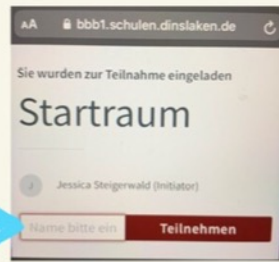 AA bbb1.schulen.dinslaken.de
Sie wurden zur Teilnahme eingeladen
Startraum
J Jessica Steigerwald (Initiator)
Name bitte ein Teilnehmen